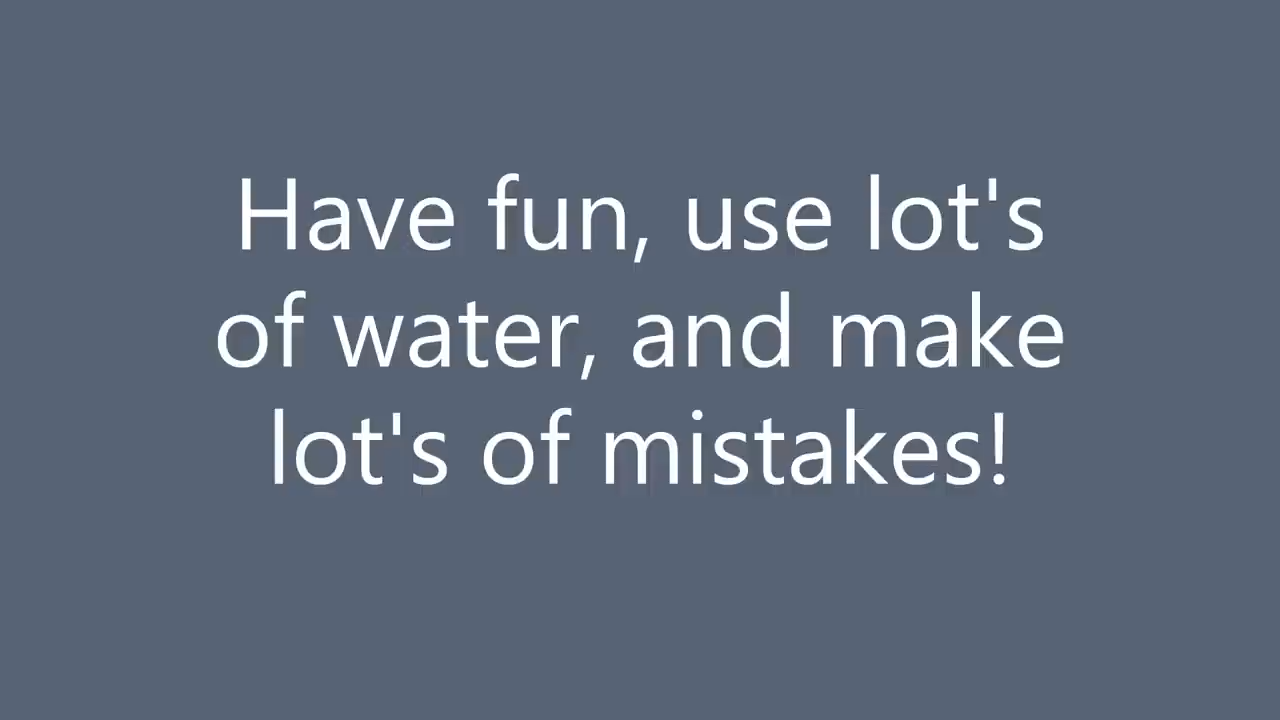 Have fun, use lot's
of water, and make
lot's of mistakes!